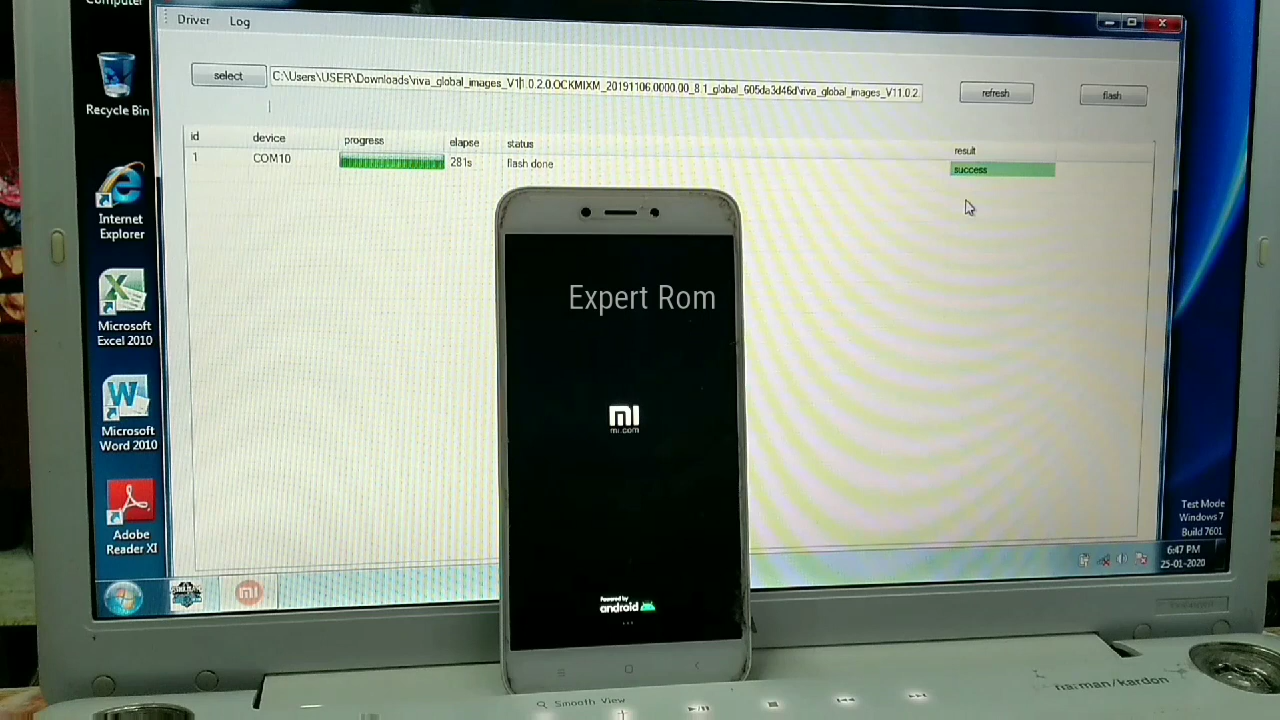 Computer
Driver Log
select C:\Users\USER\Downloads\riva_global_images_V11.0.2.0.OCKMIXM_20191106.0000.00_8.1_global_605da3d46d\riva_global_images_V11.0.2. refresh flash
Recycle Bin
id device progress elapse status result
1 COM10 281s flash done success
Internet
Explorer
Expert Rom
Microsoft
Excel 2010
mi
mi.com
Microsoft
Word 2010
Adobe
Reader XI
Test Mode
Windows 7
Build 7601
6:47 PM
25-01-2020
mi
Powered by
android
harman/kardon
Smooth View